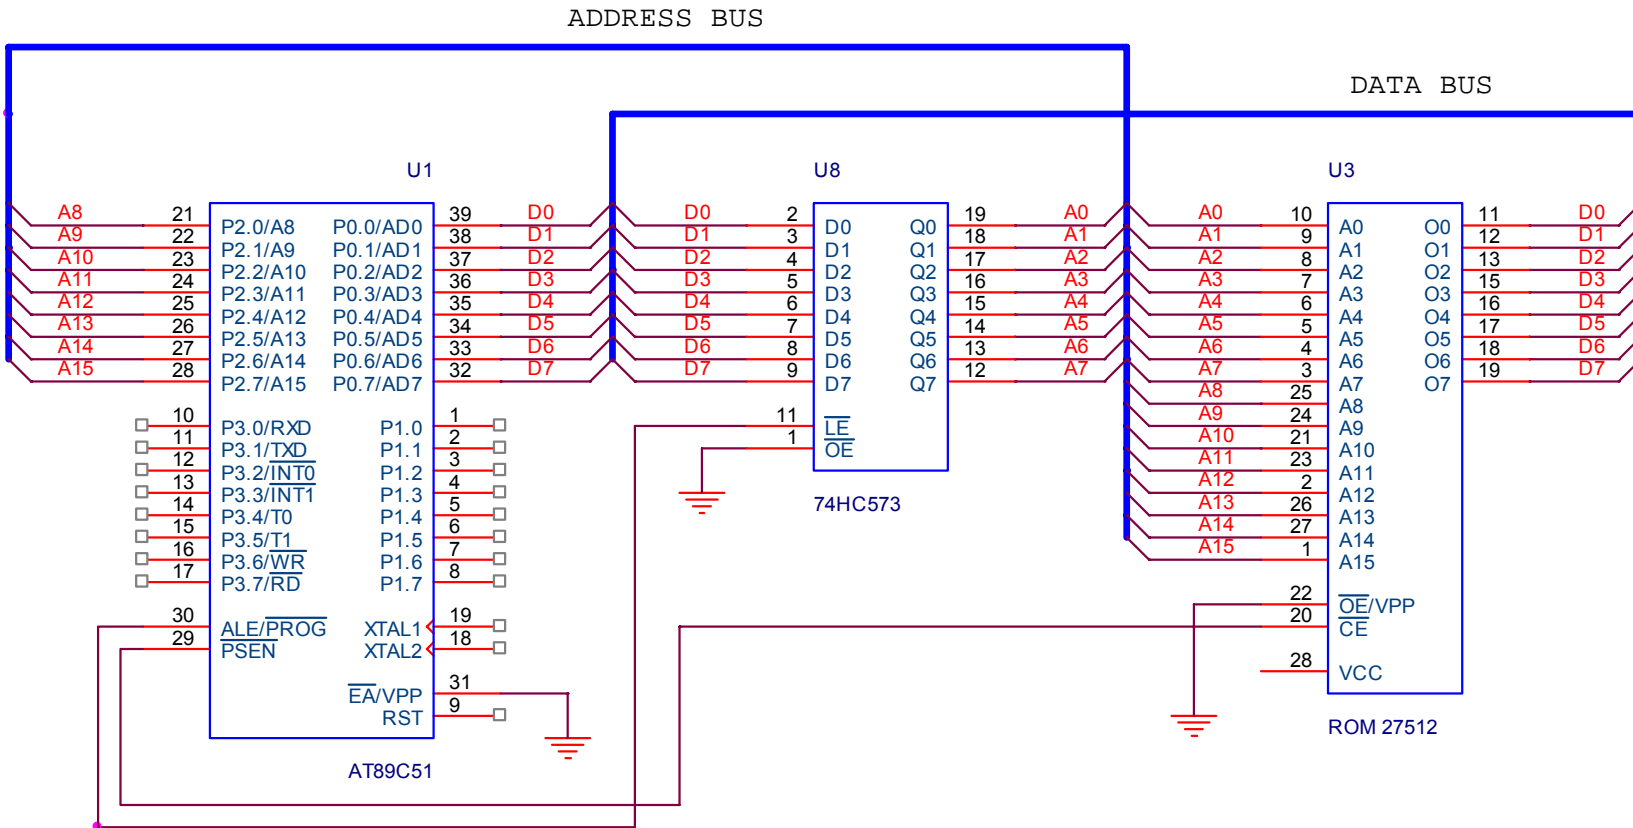 ADDRESS BUS
DATA BUS
U1 U8 U3
A8 21 P2.0/A8 P0.0/AD0 39 D0 D0 2 D0 Q0 19 A0 A0 10 A0 O0 11 D0
A9 22 P2.1/A9 P0.1/AD1 38 D1 D1 3 D1 Q1 18 A1 A1 9 A1 O1 12 D1
A10 23 P2.2/A10 P0.2/AD2 37 D2 D2 4 D2 Q2 17 A2 A2 8 A2 O2 13 D2
A11 24 P2.3/A11 P0.3/AD3 36 D3 D3 5 D3 Q3 16 A3 A3 7 A3 O3 15 D3
A12 25 P2.4/A12 P0.4/AD4 35 D4 D4 6 D4 Q4 15 A4 A4 6 A4 O4 16 D4
A13 26 P2.5/A13 P0.5/AD5 34 D5 D5 7 D5 Q5 14 A5 A5 5 A5 O5 17 D5
A14 27 P2.6/A14 P0.6/AD6 33 D6 D6 8 D6 Q6 13 A6 A6 4 A6 O6 18 D6
A15 28 P2.7/A15 P0.7/AD7 32 D7 D7 9 D7 Q7 12 A7 A7 3 A7 O7 19 D7
A8 25 A8
10 P3.0/RXD P1.0 1 11 LE A9 24 A9
11 P3.1/TXD P1.1 2 1 OE A10 21 A10
12 P3.2/INT0 P1.2 3 A11 23 A11
13 P3.3/INT1 P1.3 4 A12 2 A12
14 P3.4/T0 P1.4 5 74HC573 A13 26 A13
15 P3.5/T1 P1.5 6 A14 27 A14
16 P3.6/WR P1.6 7 A15 1 A15
17 P3.7/RD P1.7 8
22 OE/VPP
30 ALE/PROG XTAL1 19 20 CE
29 PSEN XTAL2 18
28 VCC
EA/VPP 31
RST 9
ROM 27512
AT89C51